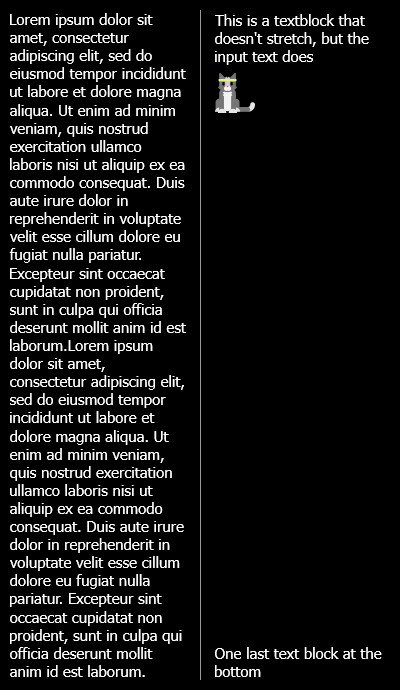 Lorem ipsum dolor sit
amet, consectetur
adipiscing elit, sed do
eiusmod tempor incididunt
ut labore et dolore magna
aliqua. Ut enim ad minim
veniam, quis nostrud
exercitation ullamco
laboris nisi ut aliquip ex ea
commodo consequat. Duis
aute irure dolor in
reprehenderit in voluptate
velit esse cillum dolore eu
fugiat nulla pariatur.
Excepteur sint occaecat
cupidatat non proident,
sunt in culpa qui officia
deserunt mollit anim id est
laborum.Lorem ipsum
dolor sit amet,
consectetur adipiscing elit,
sed do eiusmod tempor
incididunt ut labore et
dolore magna aliqua. Ut
enim ad minim veniam,
quis nostrud exercitation
ullamco laboris nisi ut
aliquip ex ea commodo
consequat. Duis aute irure
dolor in reprehenderit in
voluptate velit esse cillum
dolore eu fugiat nulla
pariatur. Excepteur sint
occaecat cupidatat non
proident, sunt in culpa qui
officia deserunt mollit
anim id est laborum.
This is a textblock that
doesn't stretch, but the
input text does
One last text block at the
bottom